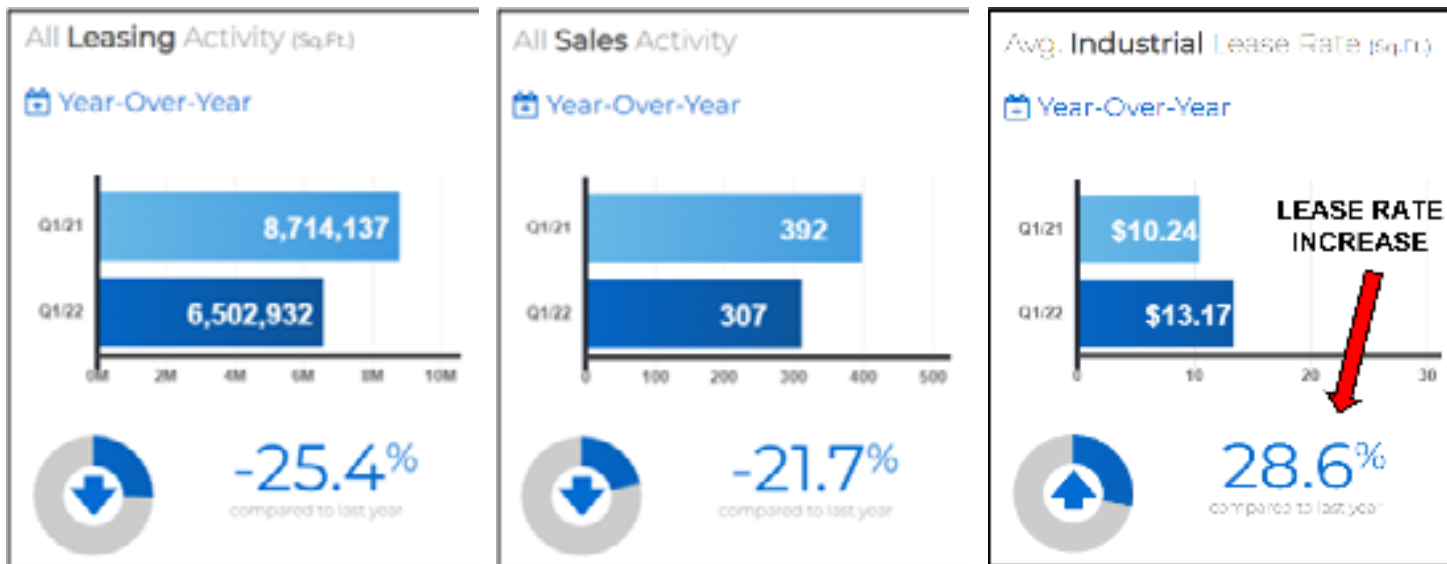 All Leasing Activity (Sq.Ft.)
Year-Over-Year
Q1/21
8,714,137
Q1/22
6,502,932
0M 2M 4M 6M 8M 10M
-25.4%
compared to last year
All Sales Activity
Year-Over-Year
Q1/21
392
Q1/22
307
0 100 200 300 400 500
-21.7%
compared to last year
Avg. Industrial Lease Rate (Sq.Ft.)
Year-Over-Year
LEASE RATE
INCREASE
Q1/21
$10.24
Q1/22
$13.17
0 10 20 30
28.6%
compared to last year